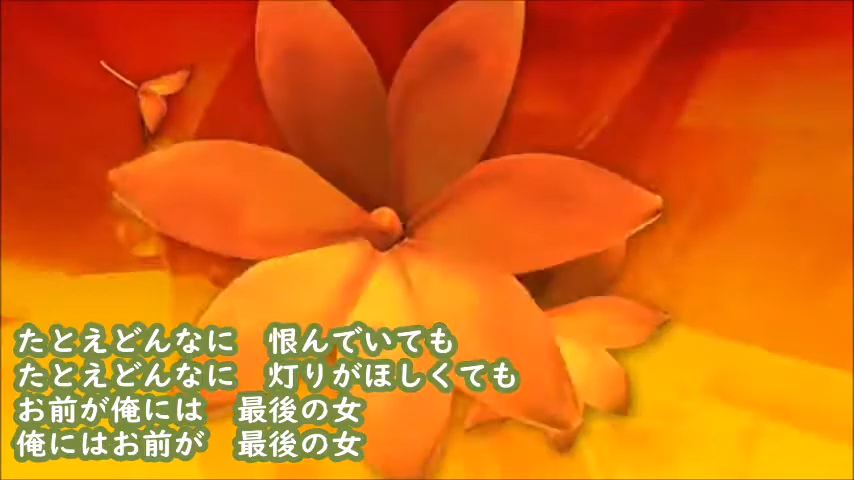 たとえどんなに　恨んでいても
たとえどんなに　灯りがほしくても
お前が俺には　最後の女
俺にはお前が　最後の女